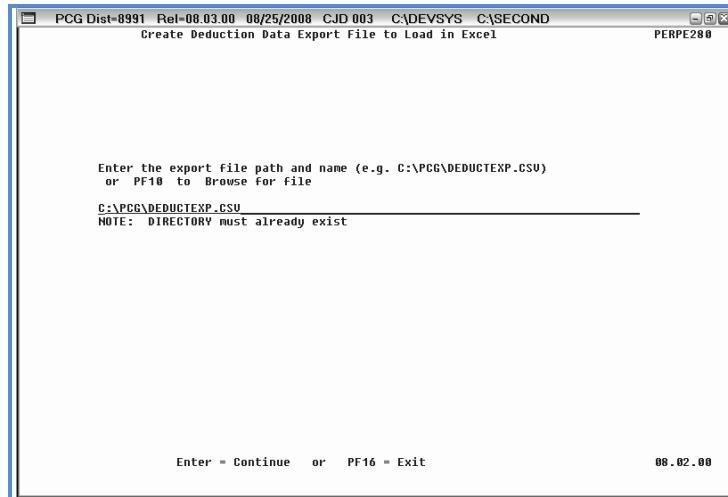 PCG Dist=8991 Rel=08.03.00 08/25/2008 CJD 003 C:\DEVSYS C:\SECOND
Create Deduction Data Export File to Load in Excel PERPE280
Enter the export file path and name (e.g. C:\PCG\DEDUCTEXP.CSV)
or PF10 to Browse for file
C:\PCG\DEDUCTEXP.CSV
NOTE: DIRECTORY must already exist
Enter = Continue or PF16 = Exit 08.02.00